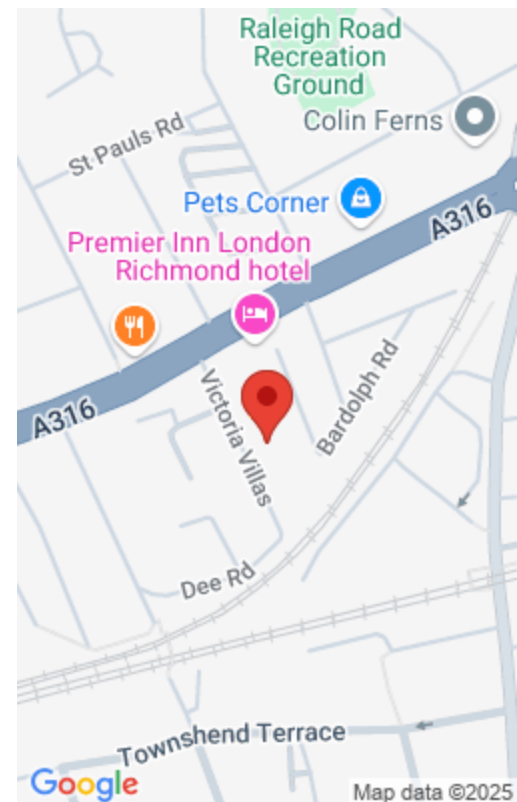 Raleigh Road
Recreation
Ground
Colin Ferns
St Pauls Rd
Pets Corner
A316
Premier Inn London
Richmond hotel
A316
Victoria Villas
Bardolph Rd
Dee Rd
Townshend Terrace
Google
Map data ©2025